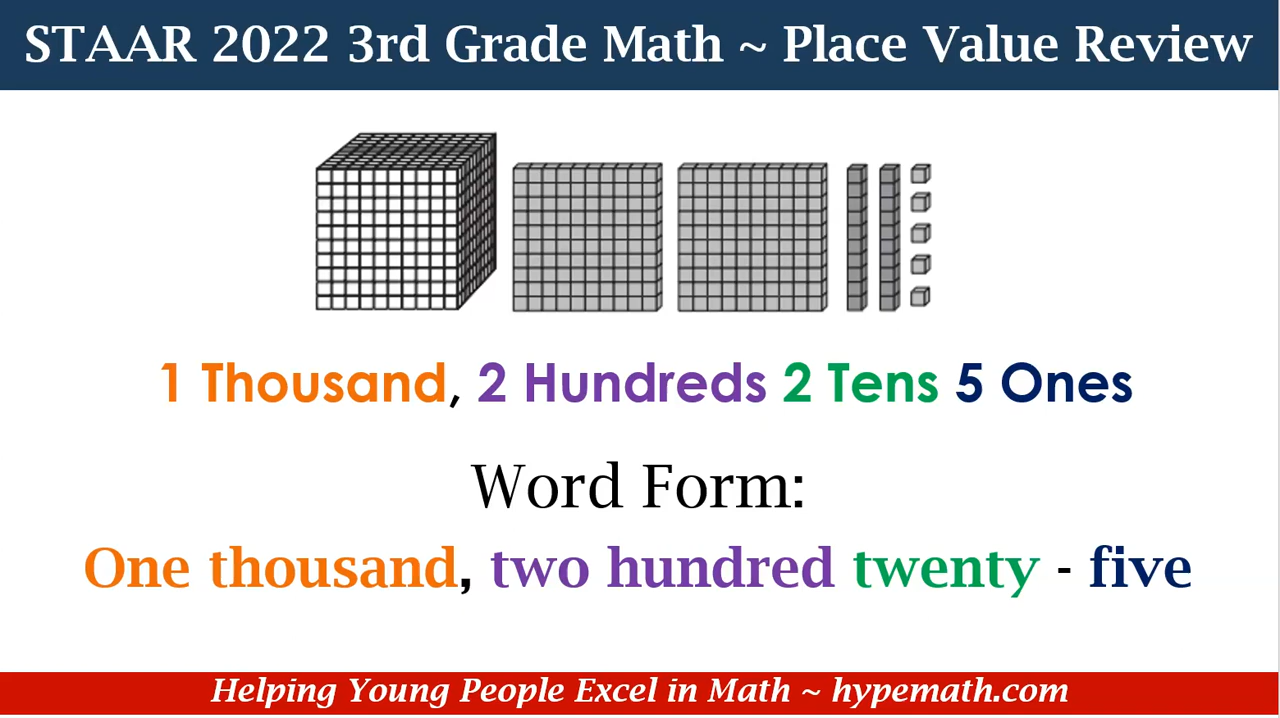 STAAR 2022 3rd Grade Math ~ Place Value Review
1 Thousand, 2 Hundreds 2 Tens 5 Ones
Word Form:
One thousand, two hundred twenty - five
Helping Young People Excel in Math ~ hypemath.com